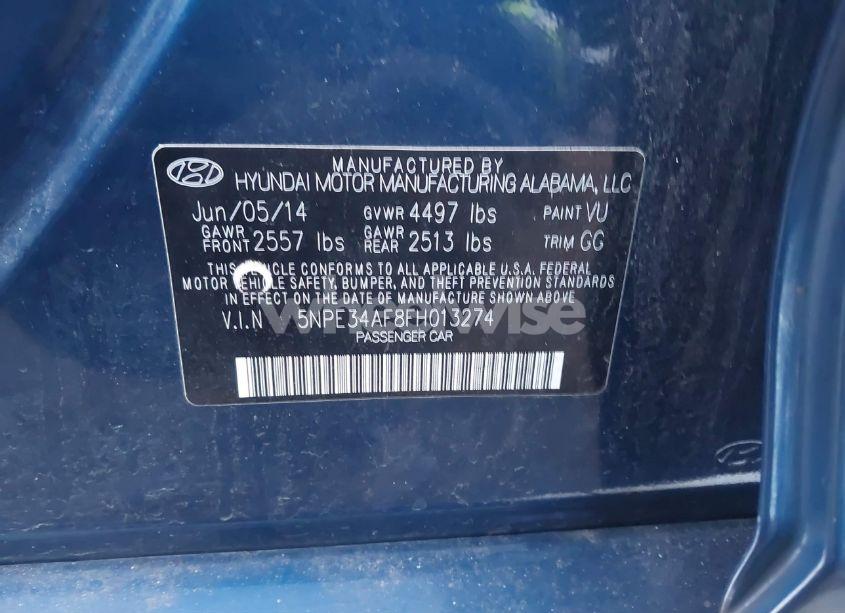 MANUFACTURED BY
HYUNDAI MOTOR MANUFACTURING ALABAMA, LLC
Jun/05/14 GVWR 4497 lbs PAINT VU
GAWR FRONT 2557 lbs GAWR REAR 2513 lbs TRIM GG
THIS VEHICLE CONFORMS TO ALL APPLICABLE U.S.A. FEDERAL
MOTOR VEHICLE SAFETY, BUMPER, AND THEFT PREVENTION STANDARDS
IN EFFECT ON THE DATE OF MANUFACTURE SHOWN ABOVE
V.I.N 5NPE34AF8FH013274
PASSENGER CAR